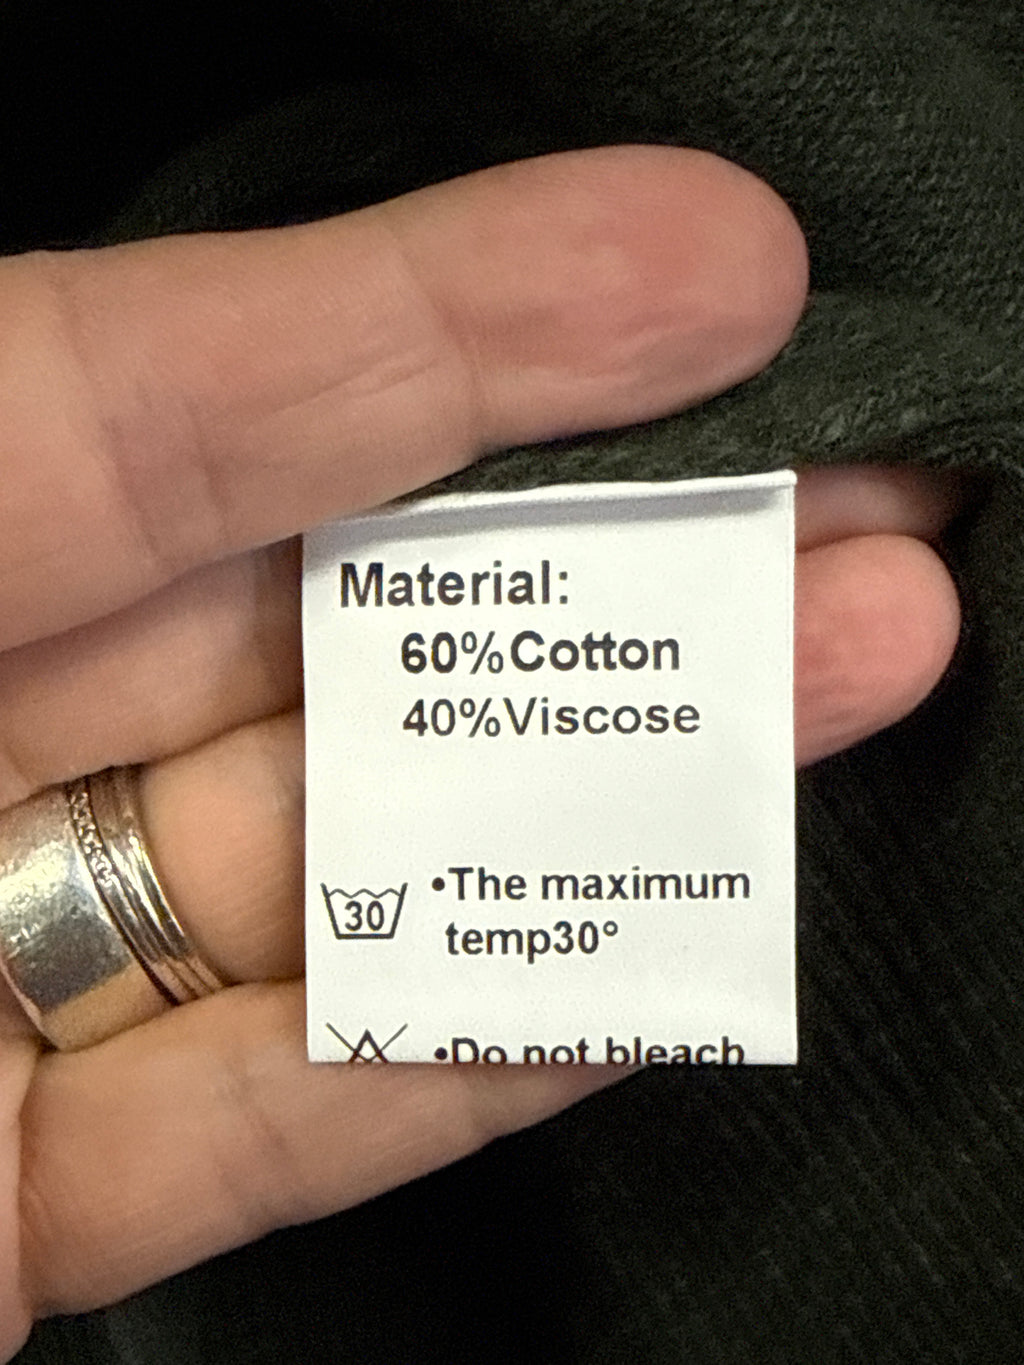 Material:
60%Cotton
40%Viscose
30
•The maximum
temp30°
•Do not bleach